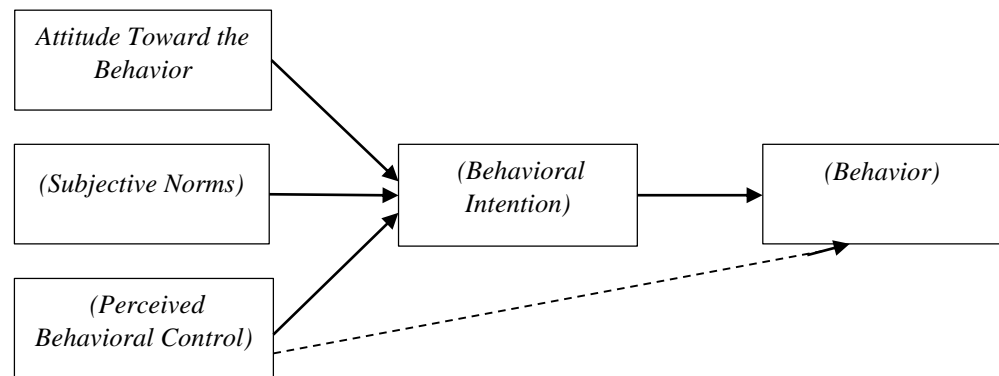 Attitude Toward the
Behavior
(Subjective Norms)
(Behavioral
Intention)
(Behavior)
(Perceived
Behavioral Control)